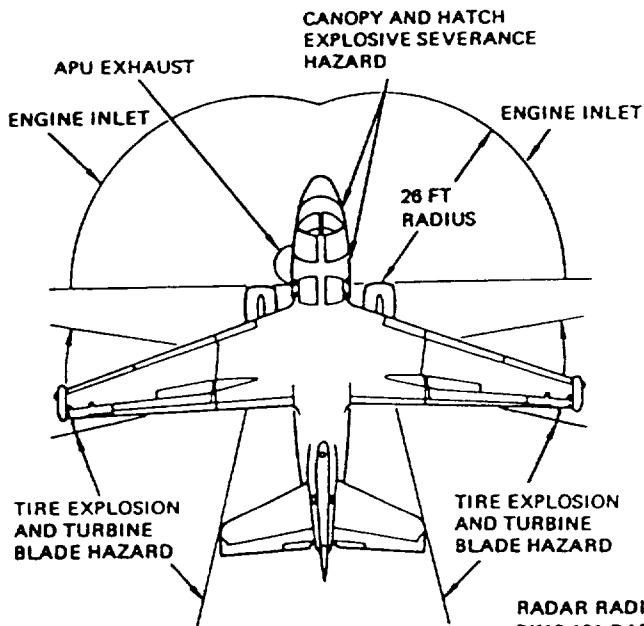 CANOPY AND HATCH
EXPLOSIVE SEVERANCE
HAZARD
APU EXHAUST
ENGINE INLET
ENGINE INLET
26 FT
RADIUS
TIRE EXPLOSION
AND TURBINE
BLADE HAZARD
TIRE EXPLOSION
AND TURBINE
BLADE HAZARD
RADAR